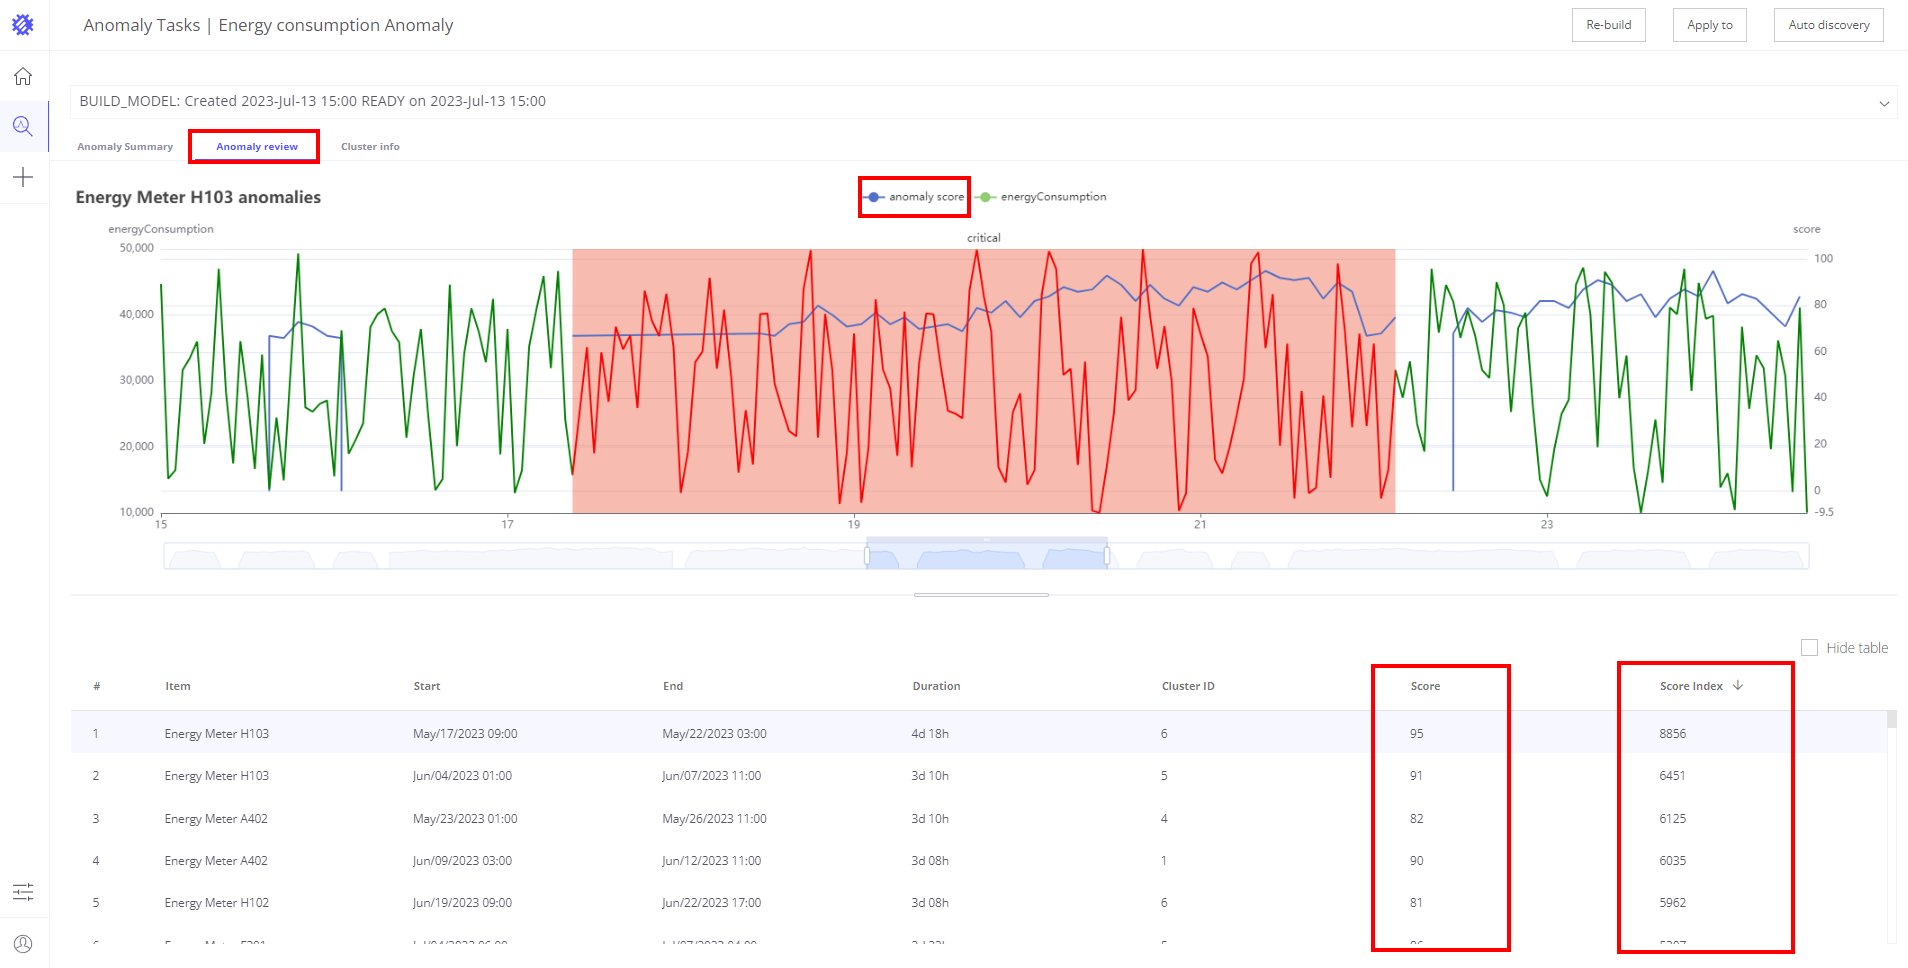 Anomaly Tasks | Energy consumption Anomaly
Re-build
Apply to
Auto discovery
BUILD_MODEL: Created 2023-Jul-13 15:00 READY on 2023-Jul-13 15:00
Anomaly Summary
Anomaly review
Cluster info
Energy Meter H103 anomalies
anomaly score
energyConsumption
energyConsumption
critical
score
50,000
40,000
30,000
20,000
10,000
100
80
60
40
20
0
-9.5
15
17
19
21
23
Hide table
# Item Start End Duration Cluster ID Score Score Index
1 Energy Meter H103 May/17/2023 09:00 May/22/2023 03:00 4d 18h 6 95 8856
2 Energy Meter H103 Jun/04/2023 01:00 Jun/07/2023 11:00 3d 10h 5 91 6451
3 Energy Meter A402 May/23/2023 01:00 May/26/2023 11:00 3d 10h 4 82 6125
4 Energy Meter A402 Jun/09/2023 03:00 Jun/12/2023 11:00 3d 08h 1 90 6035
5 Energy Meter H102 Jun/19/2023 09:00 Jun/22/2023 17:00 3d 08h 6 81 5962